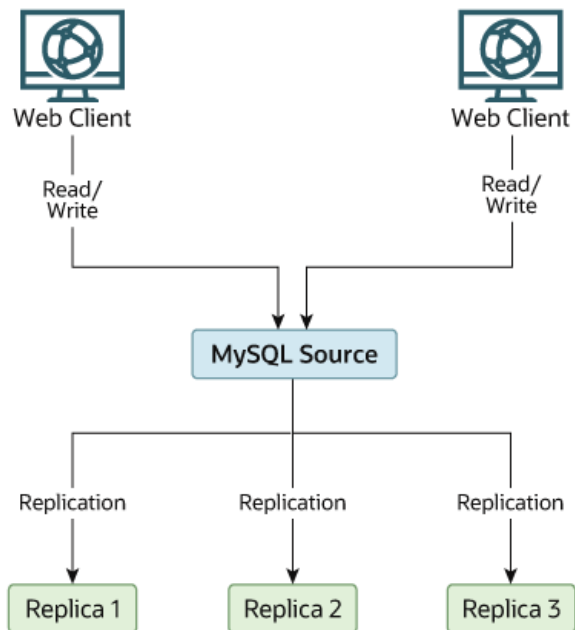 Web Client
Web Client
Read/
Write
Read/
Write
MySQL Source
Replication
Replication
Replication
Replica 1
Replica 2
Replica 3